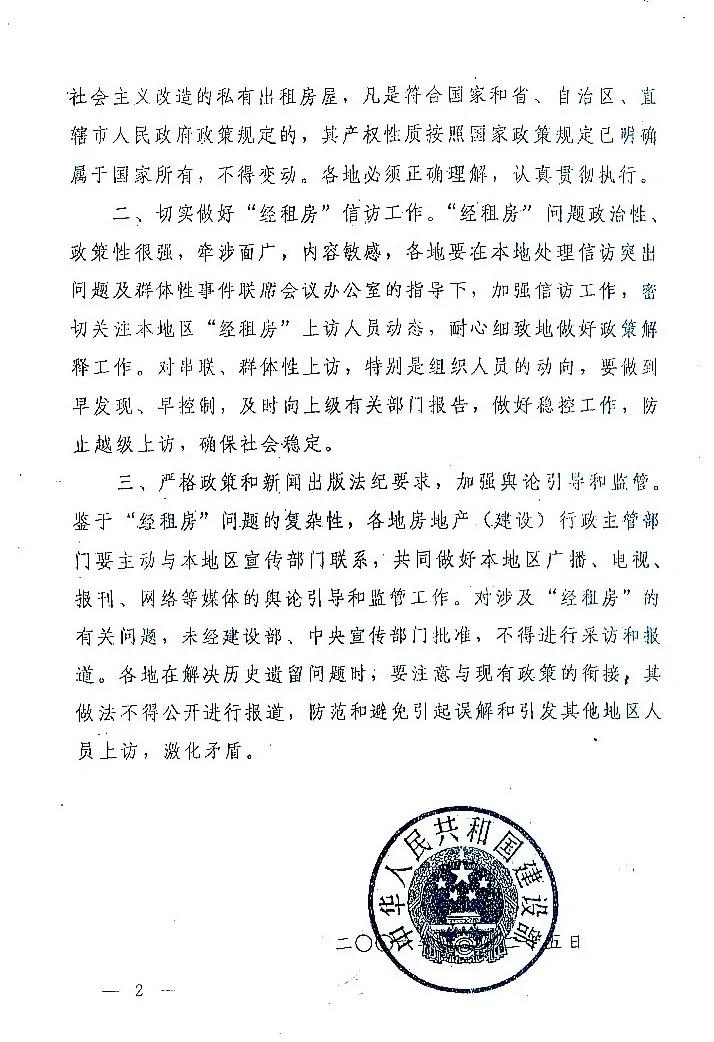 社会主义改造的私有出租房屋，凡是符合国家和省、自治区、直
辖市人民政府政策规定的，其产权性质按照国家政策规定已明确
属于国家所有，不得变动。各地必须正确理解，认真贯彻执行。
二、切实做好“经租房”信访工作。“经租房”问题政治性、
政策性很强，牵涉面广，内容敏感，各地要在本地处理信访突出
问题及群体性事件联席会议办公室的指导下，加强信访工作，密
切关注本地区“经租房”上访人员动态，耐心细致地做好政策解
释工作。对串联、群体性上访，特别是组织人员的动向，要做到
早发现、早控制，及时向上级有关部门报告，做好稳控工作，防
止越级上访，确保社会稳定。
三、严格政策和新闻出版法纪要求，加强舆论引导和监管。
鉴于“经租房”问题的复杂性，各地房地产（建设）行政主管部
门要主动与本地区宣传部门联系，共同做好本地区广播、电视、
报刊、网络等媒体的舆论引导和监管工作。对涉及“经租房”的
有关问题，未经建设部、中央宣传部门批准，不得进行采访和报
道。各地在解决历史遗留问题时，要注意与现有政策的衔接，其
做法不得公开进行报道，防范和避免引起误解和引发其他地区人
员上访，激化矛盾。
中华人民共和国建设部
二〇〇 五日
— 2 —